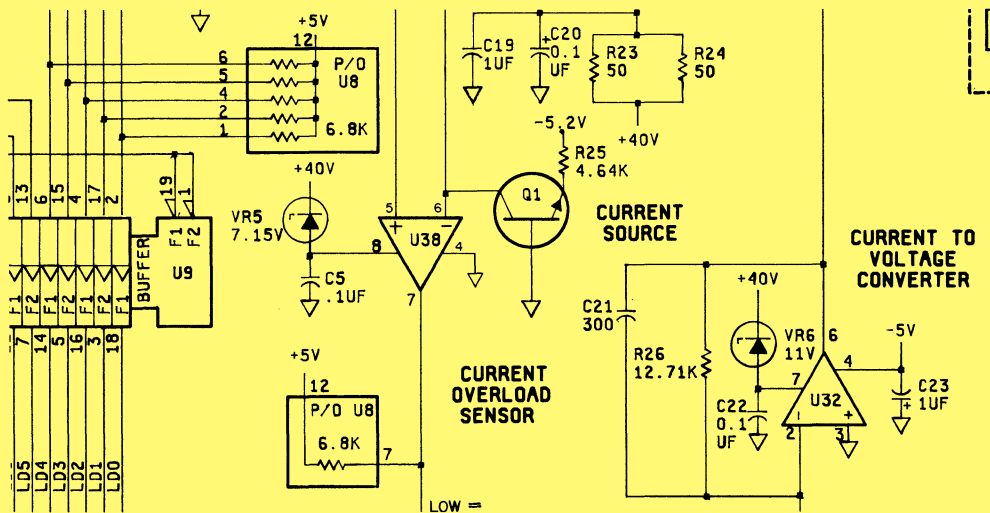 +5V
12
P/O
U8
6
5
4
2
1
6.8K
C19
1UF
+
C20
0.1
UF
R23
50
R24
50
+40V
-5.2V
R25
4.64K
Q1
CURRENT
SOURCE
13
6
15
4
17
2
19
1
F1
F2
U9
BUFFER
F1
F2
F1
F2
F1
F2
F1
7
14
5
16
3
18
LD5
LD4
LD3
LD2
LD1
LD0
+40V
VR5
7.15V
C5
.1UF
5
6
+
-
U38
8
4
7
+5V
12
P/O U8
6.8K
7
CURRENT
OVERLOAD
SENSOR
LOW =
CURRENT TO
VOLTAGE
CONVERTER
C21
300
R26
12.71K
+40V
VR6
11V
6
7
4
U32
-
+
2
3
C22
0.1
UF
-5V
C23
+
1UF